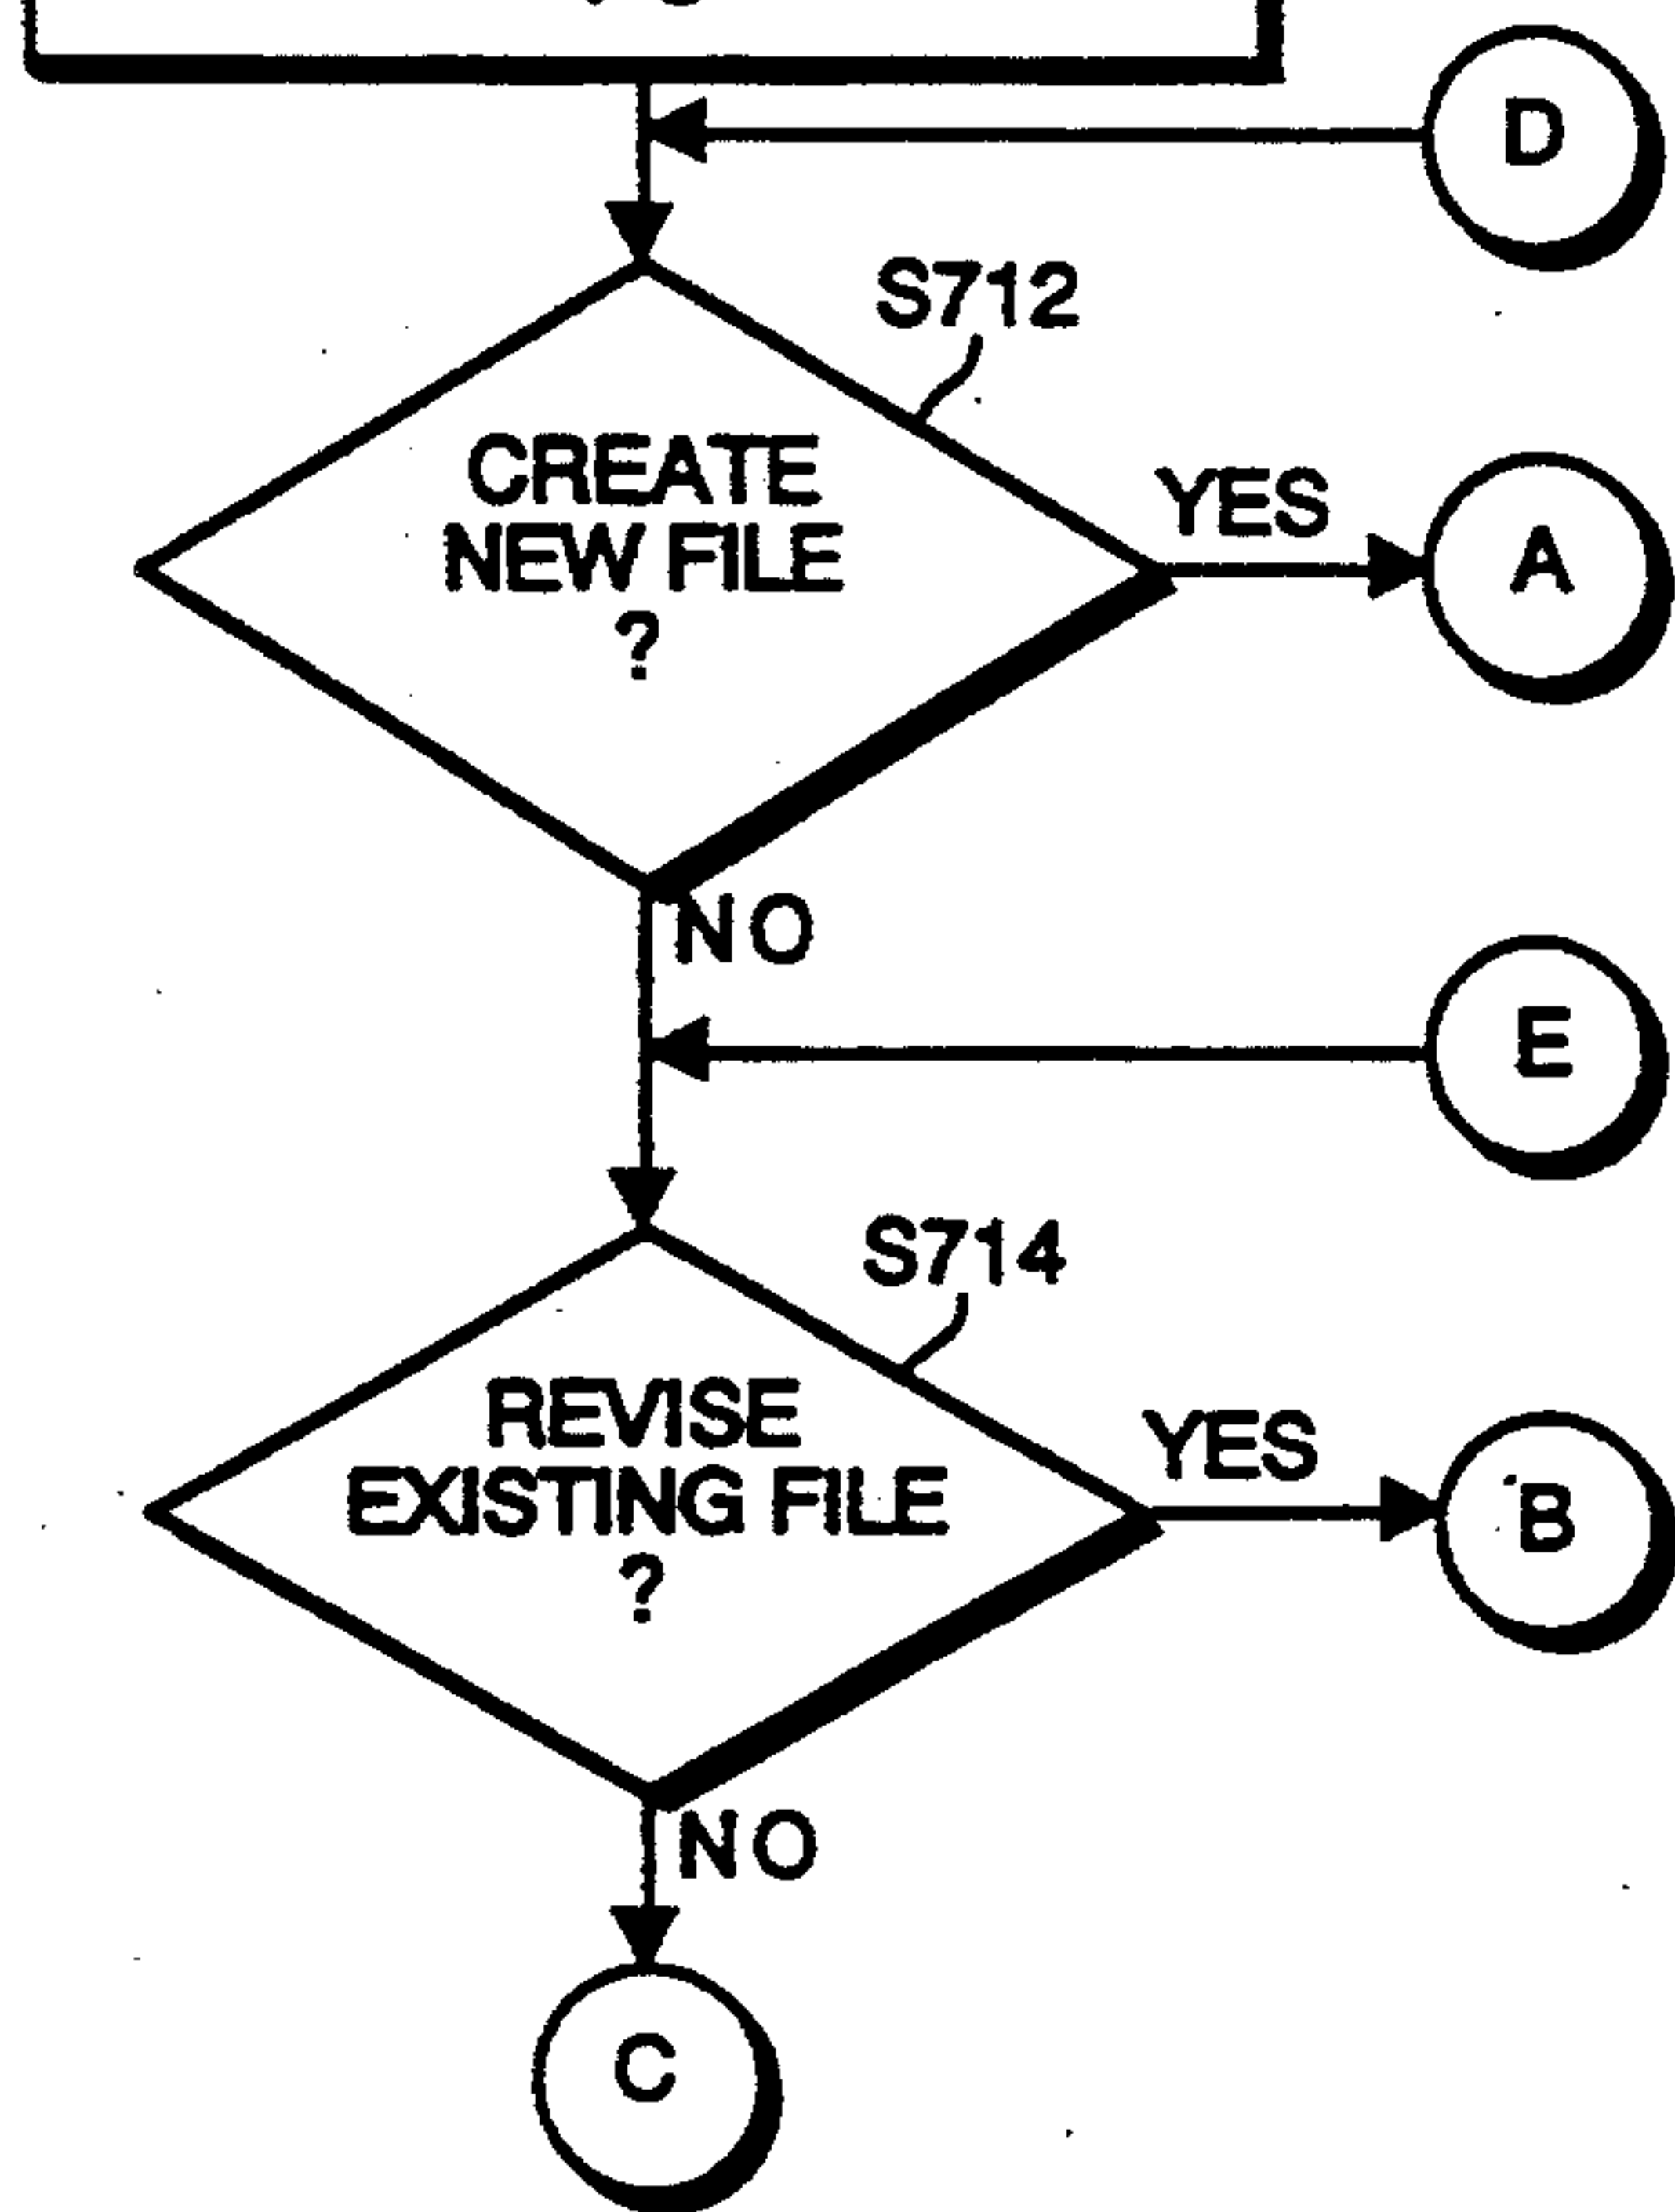 D
S712
CREATE
NEW FILE
?
YES
A
NO
E
S714
REVISE
EXISTING FILE
?
YES
B
NO
C